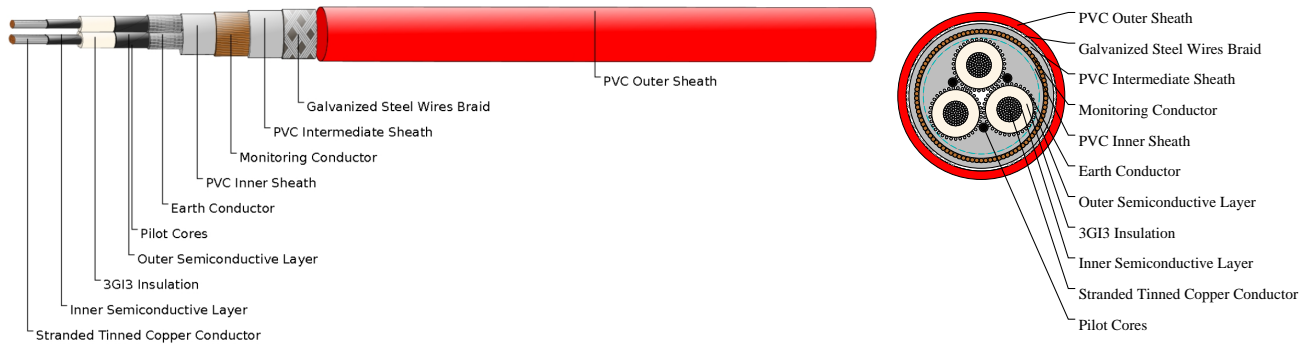 PVC Outer Sheath
Galvanized Steel Wires Braid
PVC Intermediate Sheath
Monitoring Conductor
PVC Inner Sheath
Earth Conductor
Pilot Cores
Outer Semiconductive Layer
3GI3 Insulation
Inner Semiconductive Layer
Stranded Tinned Copper Conductor
PVC Outer Sheath
Galvanized Steel Wires Braid
PVC Intermediate Sheath
Monitoring Conductor
PVC Inner Sheath
Earth Conductor
Outer Semiconductive Layer
3GI3 Insulation
Inner Semiconductive Layer
Stranded Tinned Copper Conductor
Pilot Cores